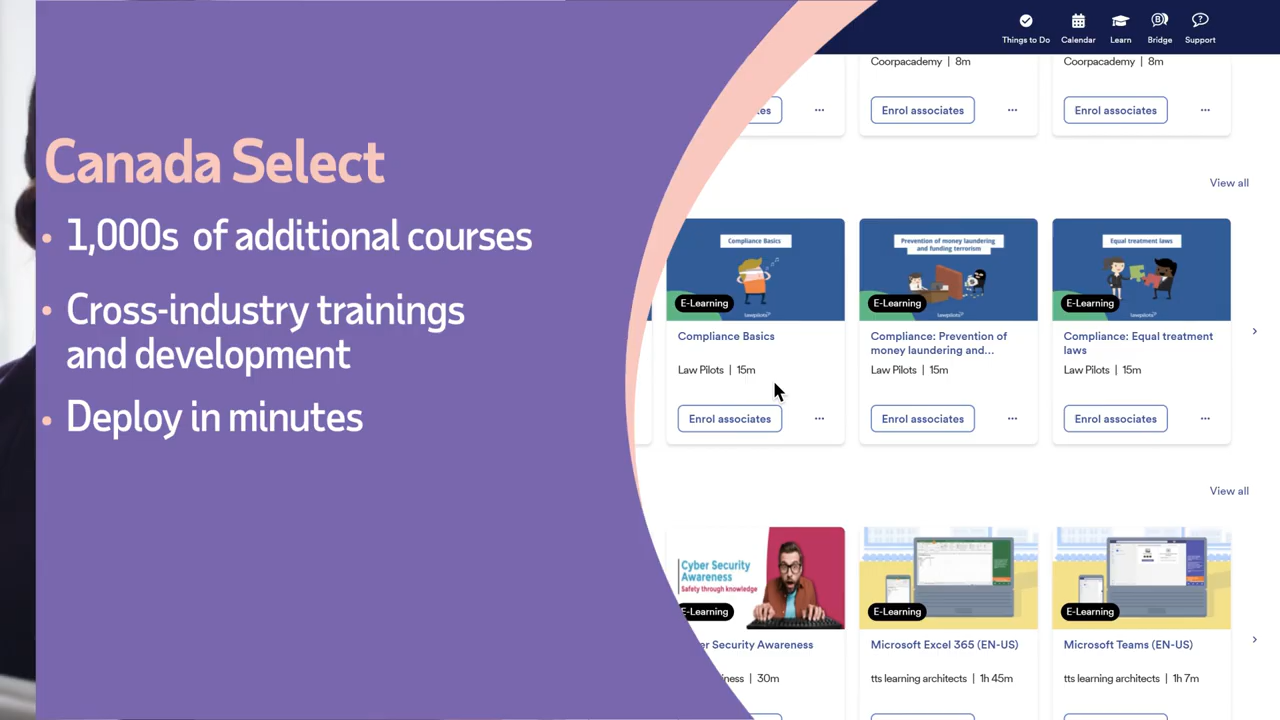 Canada Select
• 1,000s of additional courses
• Cross-industry trainings
and development
• Deploy in minutes
Things to Do
Calendar
Learn
Bridge
Support
Coorpacademy | 8m
Coorpacademy | 8m
Enrol associates
Enrol associates
View all
Compliance Basics
E-Learning
Compliance Basics
Law Pilots | 15m
Enrol associates
Prevention of money laundering
and funding terrorism
E-Learning
Compliance: Prevention of
money laundering and...
Law Pilots | 15m
Enrol associates
Equal treatment laws
E-Learning
Compliance: Equal treatment
laws
Law Pilots | 15m
Enrol associates
View all
Cyber Security
Awareness
Safety through knowledge
E-Learning
Security Awareness
30m
E-Learning
Microsoft Excel 365 (EN-US)
tts learning architects | 1h 45m
E-Learning
Microsoft Teams (EN-US)
tts learning architects | 1h 7m